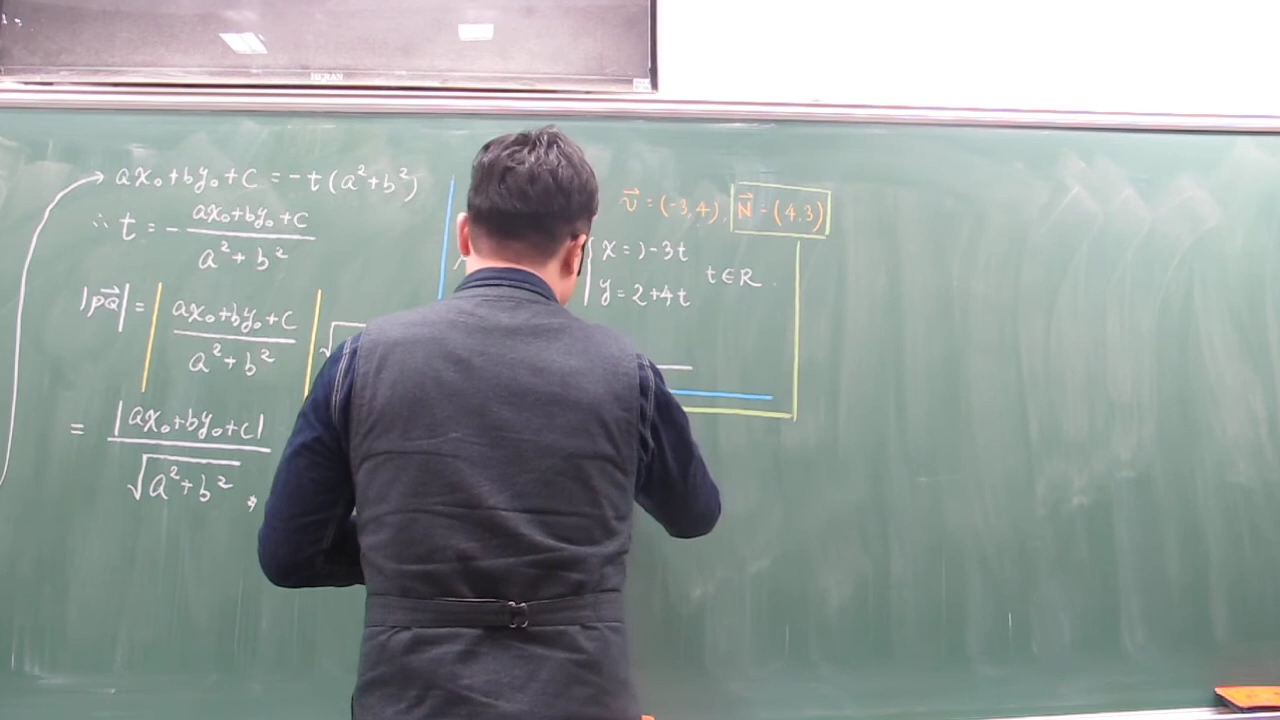 HERAN
ax₀+by₀+C = -t(a²+b²)
∴ t = - (ax₀+by₀+C)/(a²+b²)
|PQ⃗| = |(ax₀+by₀+C)/(a²+b²)| √
= |ax₀+by₀+C|/√(a²+b²)
v⃗ = (-3,4), N⃗ = (4,3)
{ x = 1-3t
y = 2+4t t∈R